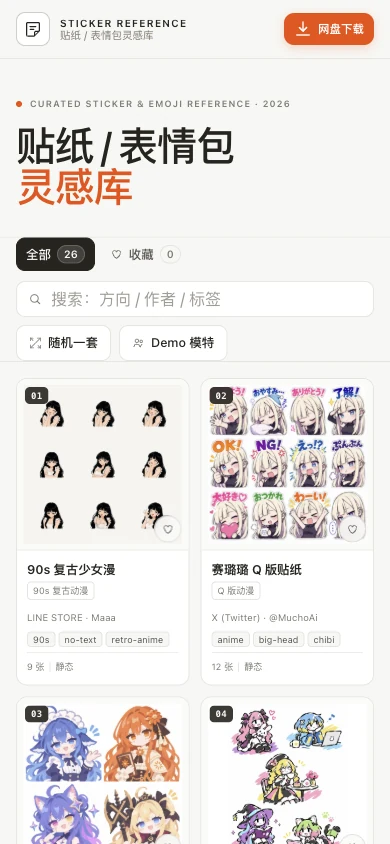 STICKER REFERENCE
贴纸 / 表情包灵感库
网盘下载
CURATED STICKER & EMOJI REFERENCE · 2026
贴纸 / 表情包
灵感库
全部 26
收藏 0
搜索：方向 / 作者 / 标签
随机一套
Demo 模特
01
02
おやすみ…
ありがとう!
了解!
OK!
NG!
えっ!?
ぷんぷん
大好き
おつかれ
わーい!
90s 复古少女漫
90s 复古动漫
LINE STORE · Maaa
90s
no-text
retro-anime
9 张
静态
赛璐璐 Q 版贴纸
Q 版动漫
X (Twitter) · @MuchoAi
anime
big-head
chibi
12 张
静态
03
04